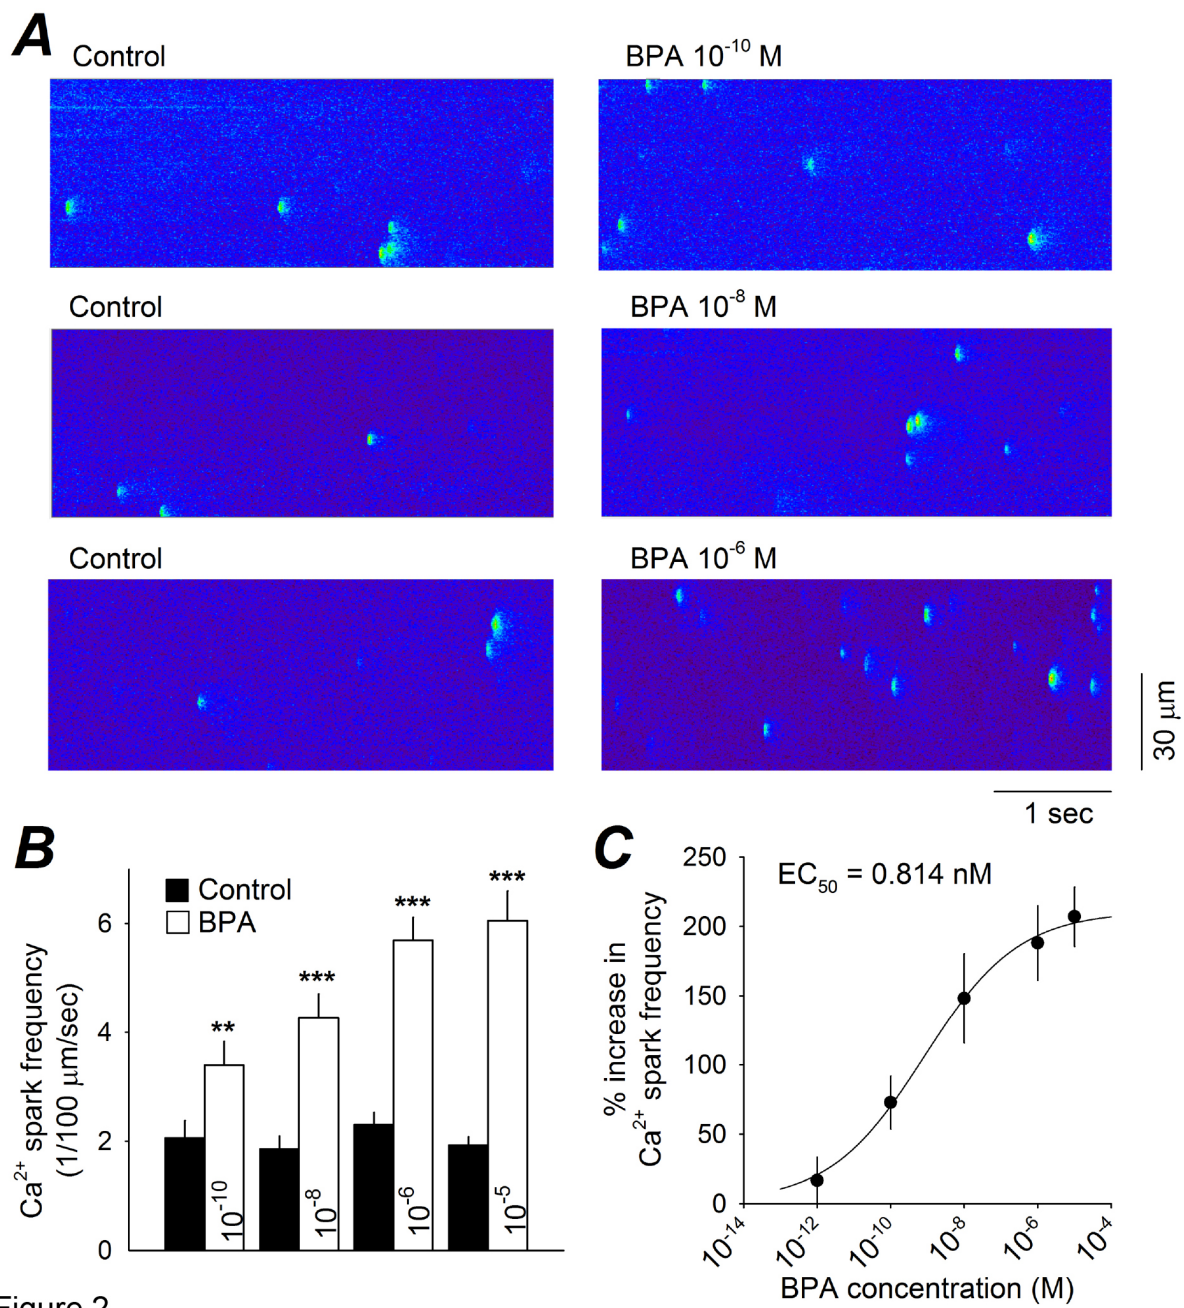 A
Control
BPA 10⁻¹⁰ M
Control
BPA 10⁻⁸ M
Control
BPA 10⁻⁶ M
30 μm
1 sec
B
Control
BPA
Ca²⁺ spark frequency
(1/100 μm/sec)
6
4
2
0
**
***
***
***
10⁻¹⁰
10⁻⁸
10⁻⁶
10⁻⁵
C
EC₅₀ = 0.814 nM
% increase in
Ca²⁺ spark frequency
250
200
150
100
50
0
10⁻¹⁴
10⁻¹²
10⁻¹⁰
10⁻⁸
10⁻⁶
10⁻⁴
BPA concentration (M)
Figure 2